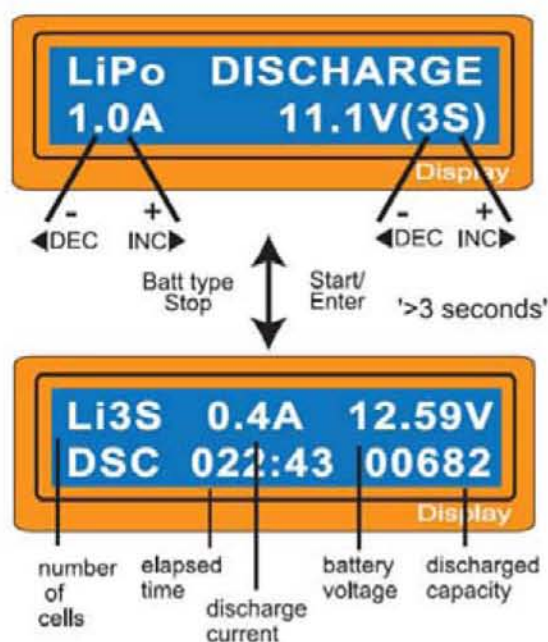 LiPo DISCHARGE
1.0A 11.1V(3S)
Display
- + - +
◀DEC INC▶ ◀DEC INC▶
Batt type Start/
Stop Enter '>3 seconds'
Li3S 0.4A 12.59V
DSC 022:43 00682
Display
number elapsed battery discharged
of time voltage capacity
cells discharge
current